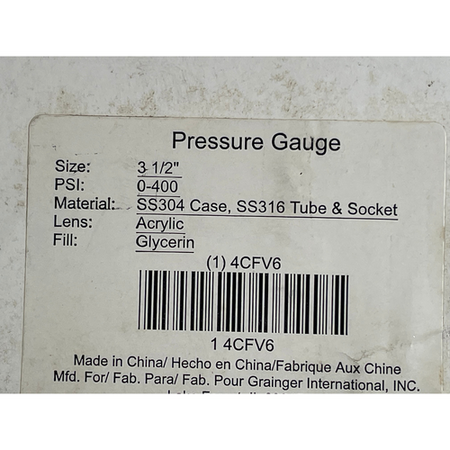 Pressure Gauge
Size: 3 1/2"
PSI: 0-400
Material: SS304 Case, SS316 Tube & Socket
Lens: Acrylic
Fill: Glycerin
(1) 4CFV6
1 4CFV6
Made in China/ Hecho en China/Fabrique Aux Chine
Mfd. For/ Fab. Para/ Fab. Pour Grainger International, INC.